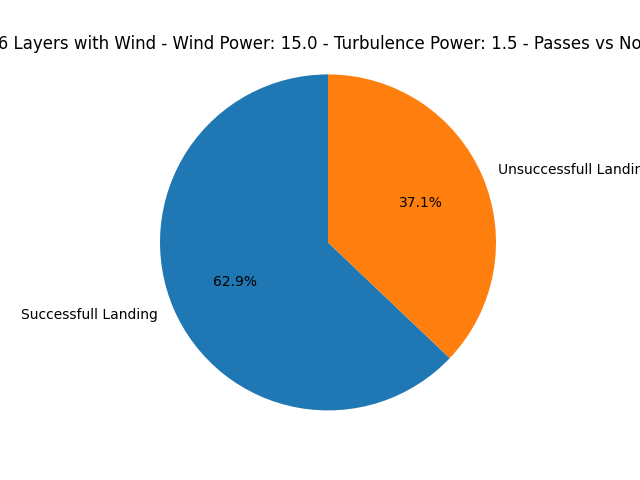 6 Layers with Wind - Wind Power: 15.0 - Turbulence Power: 1.5 - Passes vs No
Unsuccessfull Landin
37.1%
62.9%
Successfull Landing